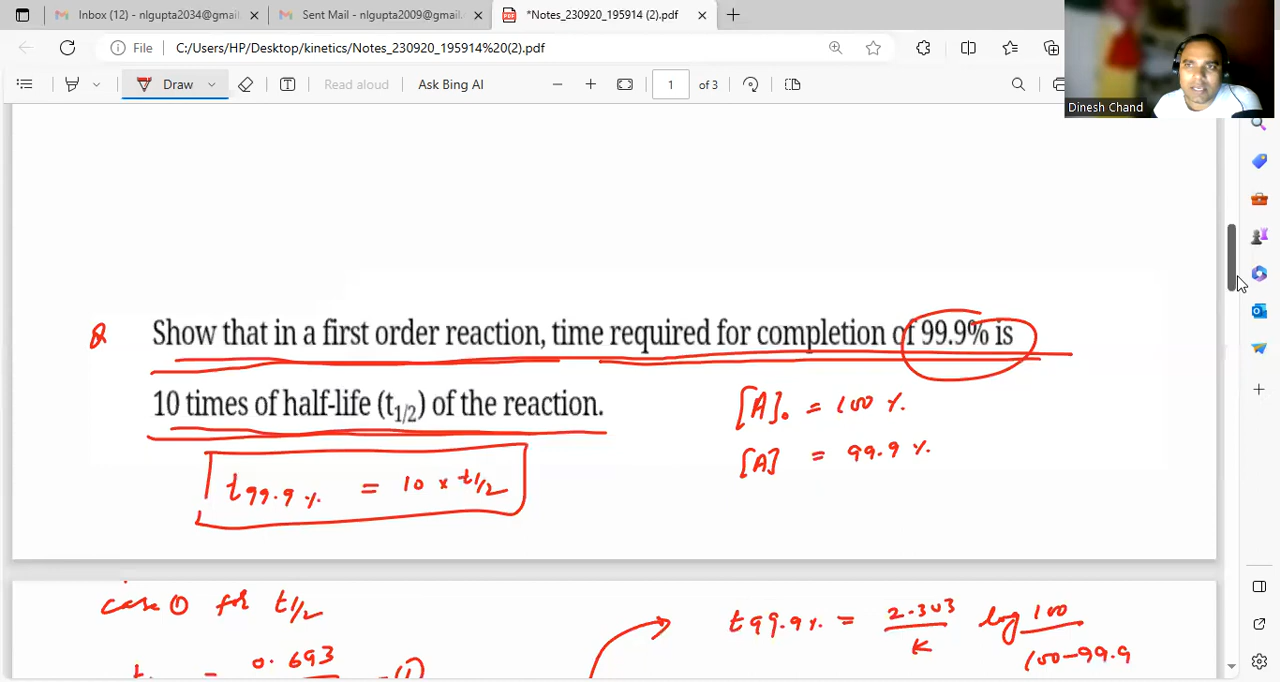 Inbox (12) - nlgupta2034@gmail.
Sent Mail - nlgupta2009@gmail.
*Notes_230920_195914 (2).pdf
File
C:/Users/HP/Desktop/kinetics/Notes_230920_195914%20(2).pdf
Draw
Read aloud
Ask Bing AI
1 of 3
Dinesh Chand
Q Show that in a first order reaction, time required for completion of 99.9% is
10 times of half-life (t1/2) of the reaction.
[A]₀ = 100 %.
[A] = 99.9 %.
t99.9% = 10 × t1/2
case ① for t1/2
t99.9% = 2.303/K log 100/100-99.9
0.693 - ①